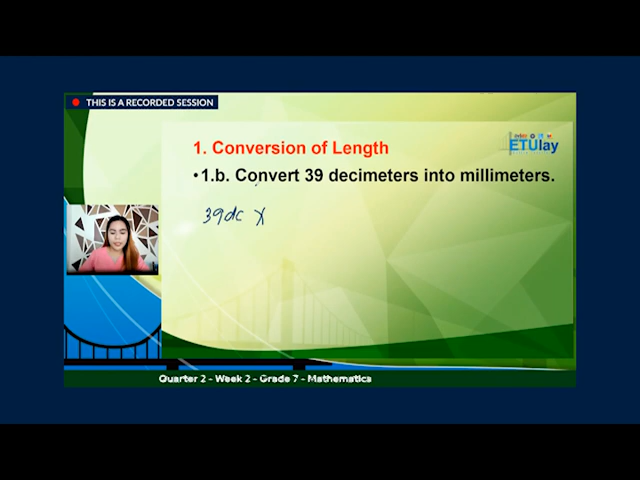 THIS IS A RECORDED SESSION
1. Conversion of Length
ETUlay
•1.b. Convert 39 decimeters into millimeters.
39dc X
Quarter 2 - Week 2 - Grade 7 - Mathematics